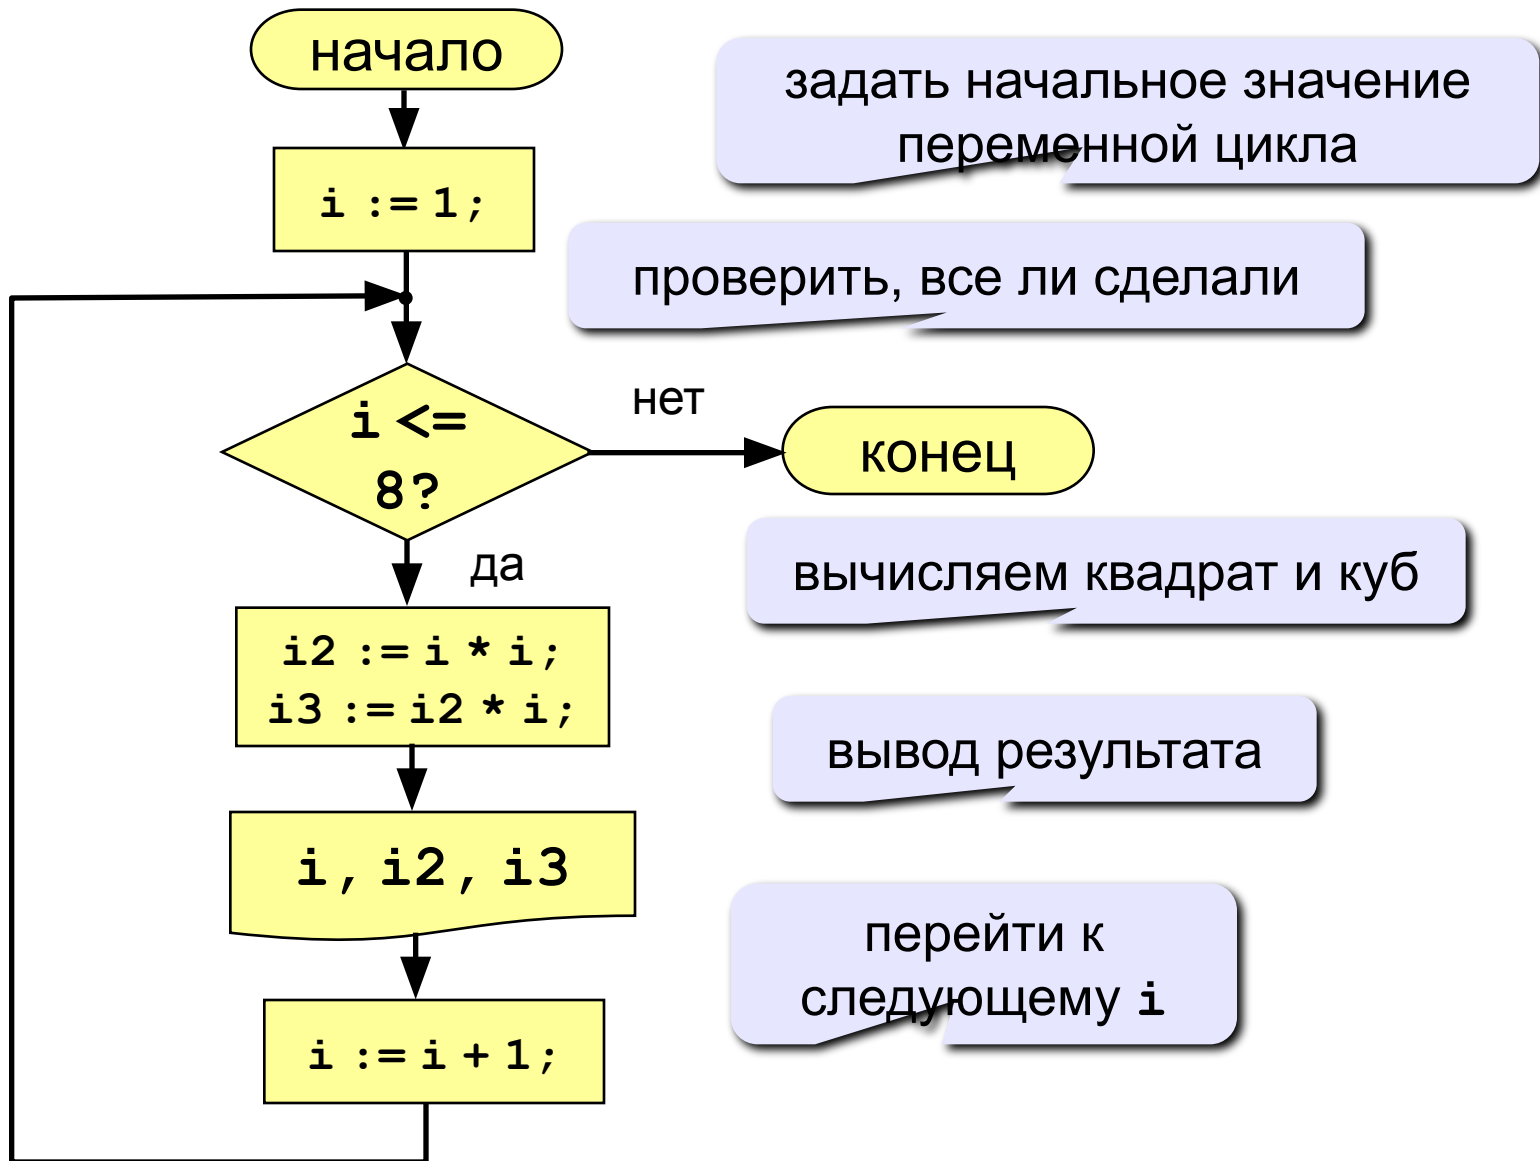 начало
задать начальное значение
переменной цикла
i := 1;
проверить, все ли сделали
i <=
8?
нет
конец
да
вычисляем квадрат и куб
i2 := i * i;
i3 := i2 * i;
вывод результата
i, i2, i3
перейти к
следующему i
i := i + 1;